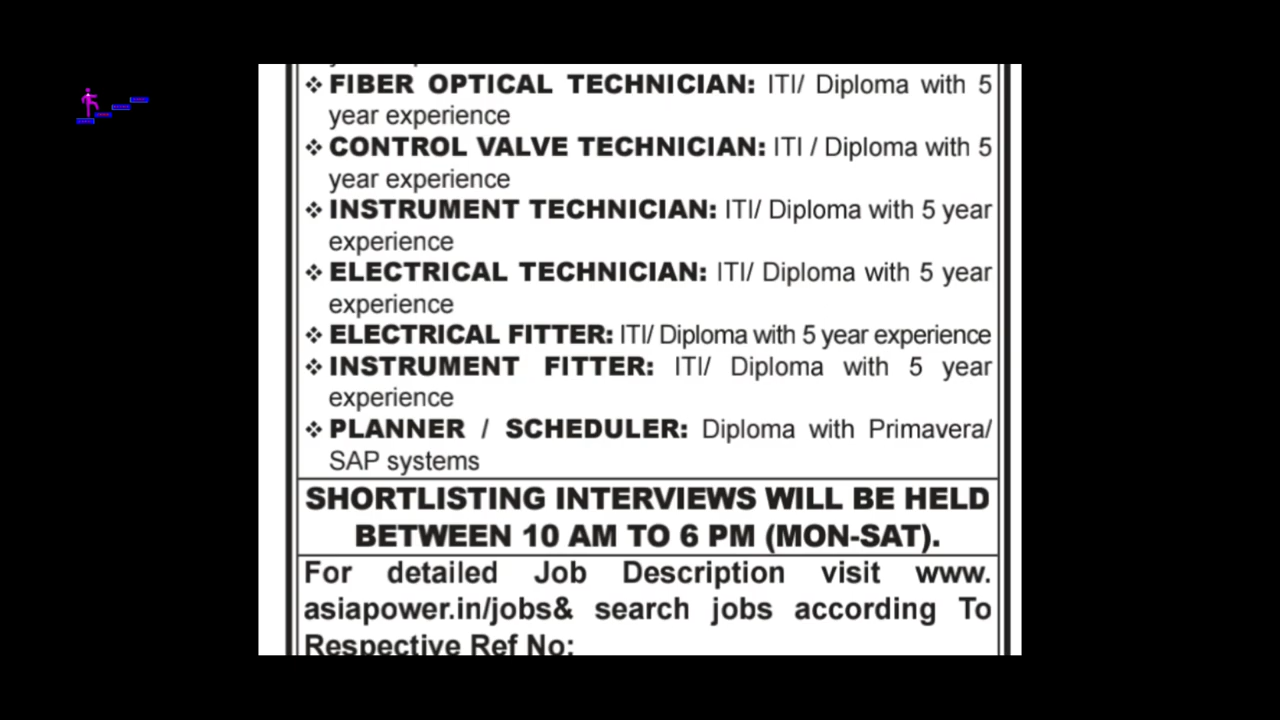 ❖ FIBER OPTICAL TECHNICIAN: ITI/ Diploma with 5
year experience
❖ CONTROL VALVE TECHNICIAN: ITI / Diploma with 5
year experience
❖ INSTRUMENT TECHNICIAN: ITI/ Diploma with 5 year
experience
❖ ELECTRICAL TECHNICIAN: ITI/ Diploma with 5 year
experience
❖ ELECTRICAL FITTER: ITI/ Diploma with 5 year experience
❖ INSTRUMENT FITTER: ITI/ Diploma with 5 year
experience
❖ PLANNER / SCHEDULER: Diploma with Primavera/
SAP systems
SHORTLISTING INTERVIEWS WILL BE HELD
BETWEEN 10 AM TO 6 PM (MON-SAT).
For detailed Job Description visit www.
asiapower.in/jobs& search jobs according To
Respective Ref No: